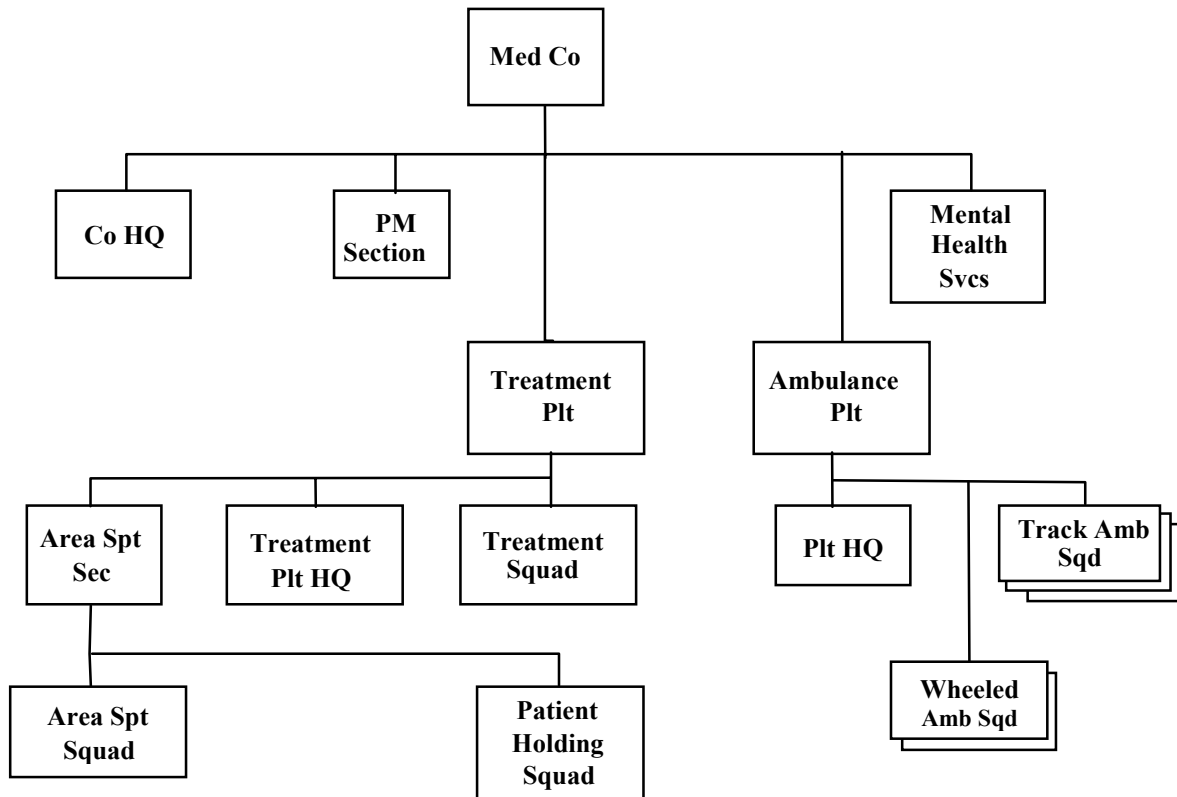 Med Co
Co HQ
PM
Section
Mental
Health
Svcs
Treatment
Plt
Ambulance
Plt
Area Spt
Sec
Treatment
Plt HQ
Treatment
Squad
Plt HQ
Track Amb
Sqd
Area Spt
Squad
Patient
Holding
Squad
Wheeled
Amb Sqd